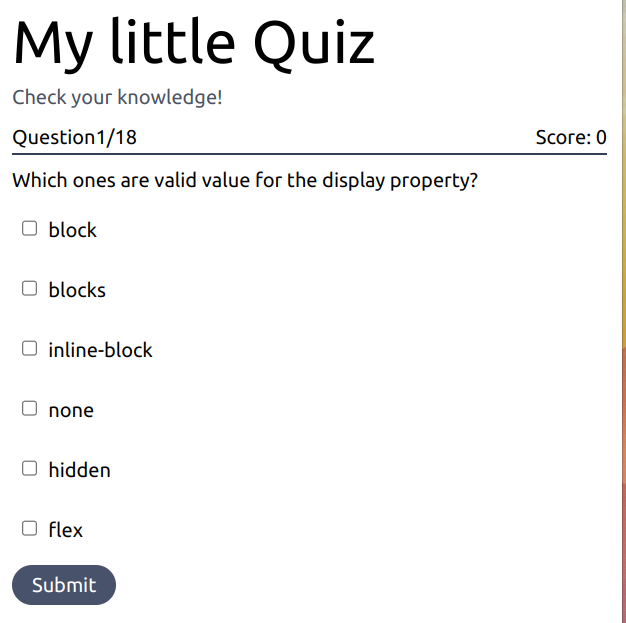 My little Quiz
Check your knowledge!
Question1/18 Score: 0
Which ones are valid value for the display property?
block
blocks
inline-block
none
hidden
flex
Submit